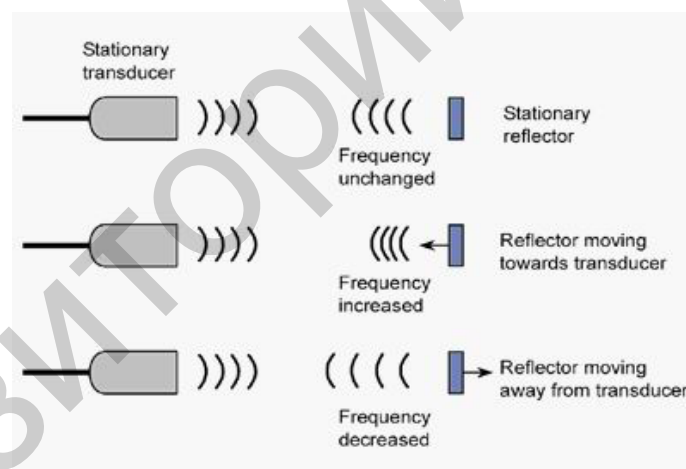 Stationary
transducer
Stationary
reflector
Frequency
unchanged
Reflector moving
towards transducer
Frequency
increased
Reflector moving
away from transducer
Frequency
decreased
зитори